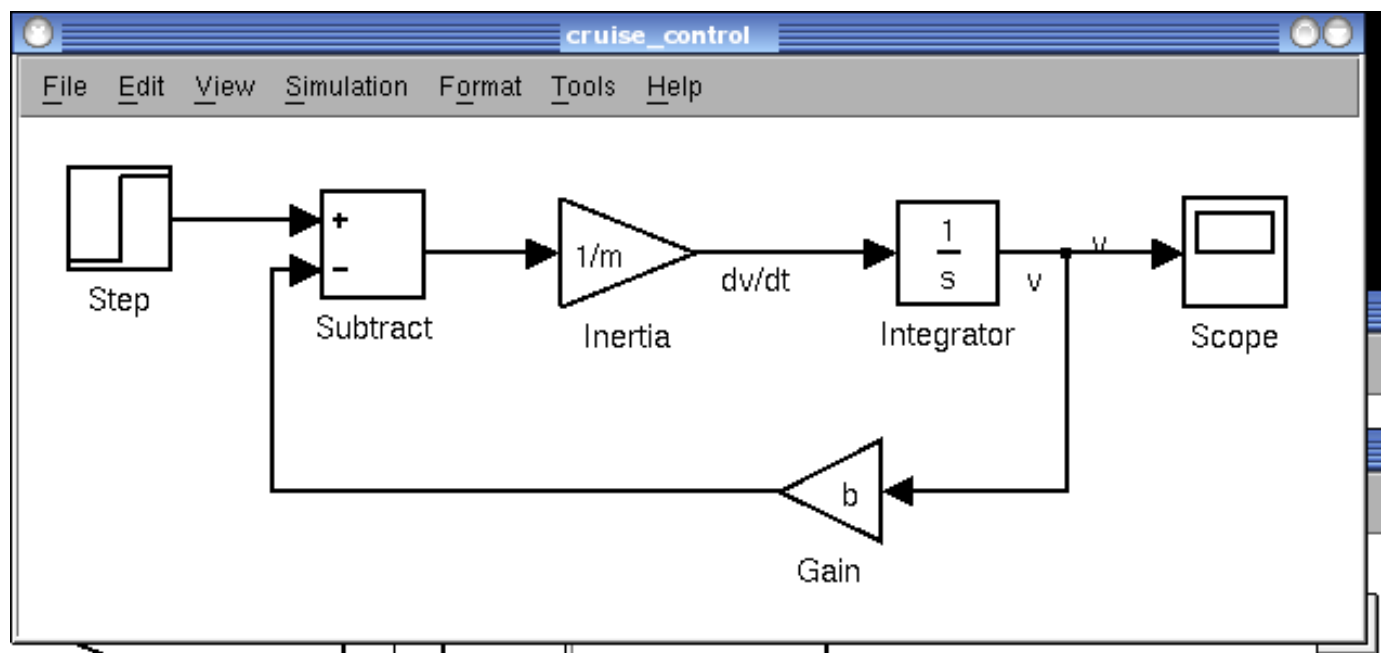 cruise_control
File Edit View Simulation Format Tools Help
+
−
1/m
1
s
dv/dt
v
v
Step
Subtract
Inertia
Integrator
Scope
b
Gain